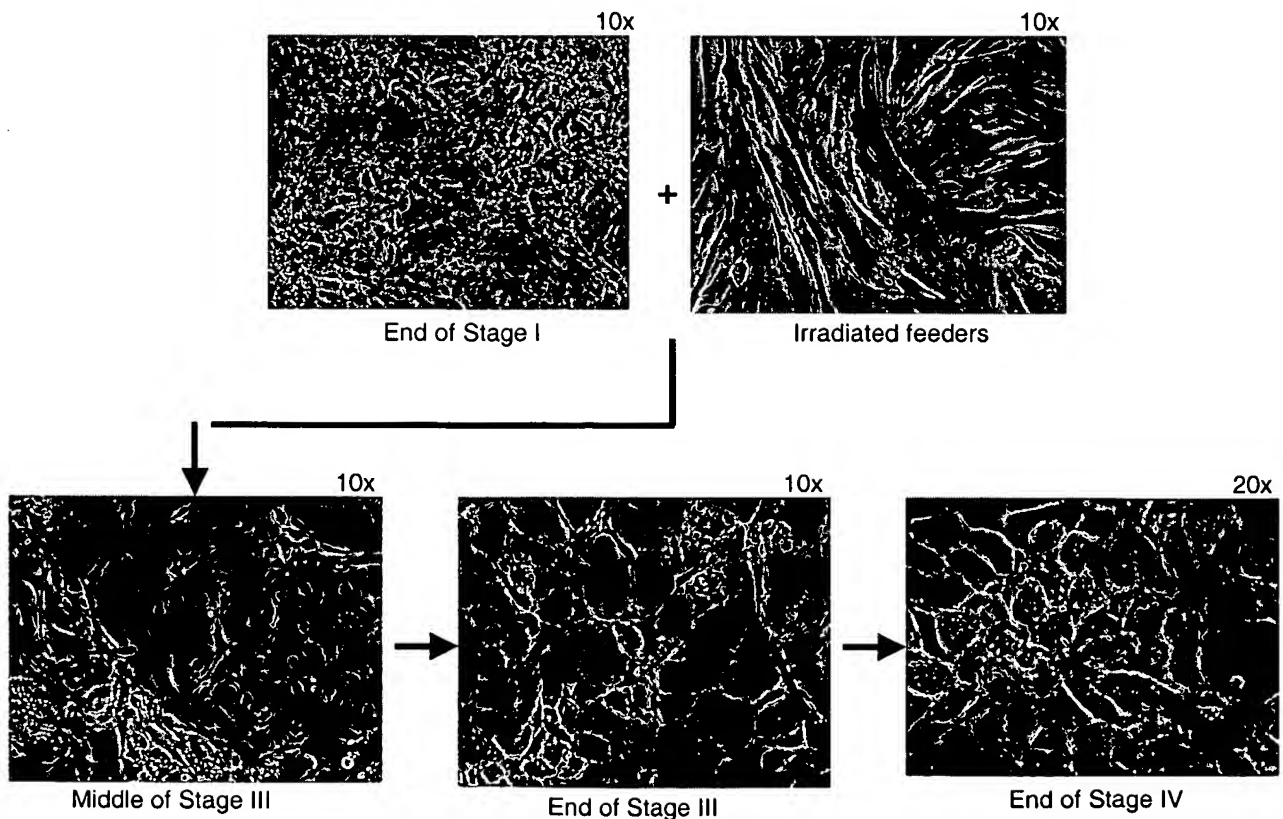 10x
10x
+
End of Stage I
Irradiated feeders
10x
10x
20x
Middle of Stage III
End of Stage III
End of Stage IV